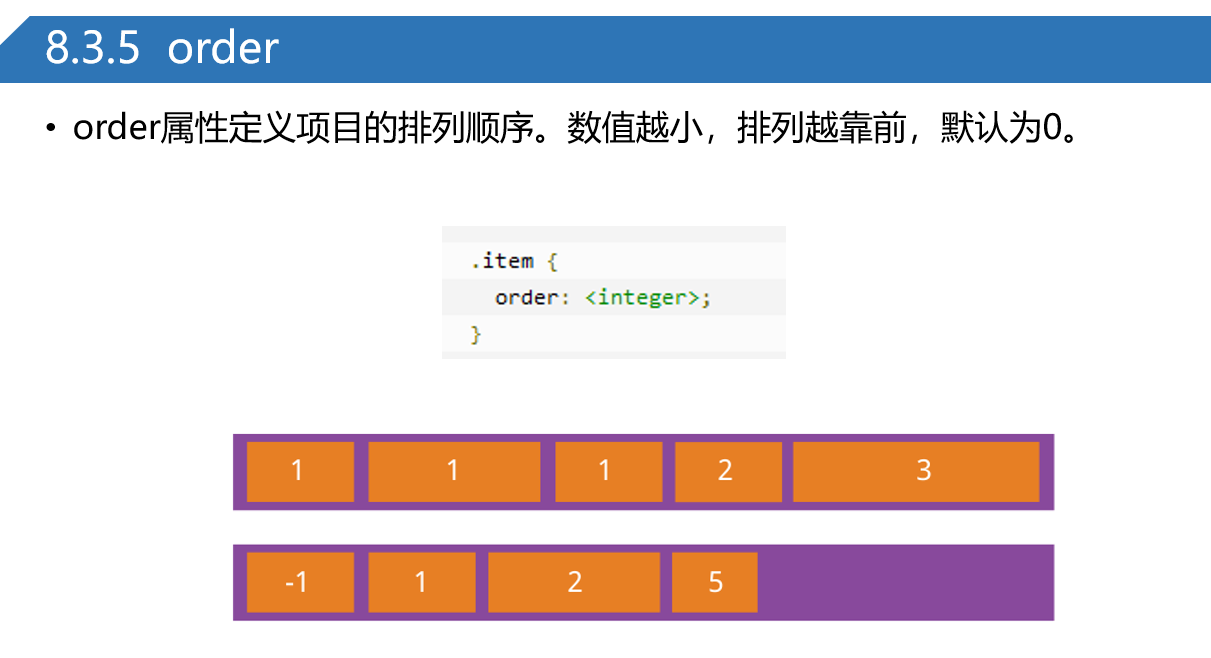 8.3.5 order
• order属性定义项目的排列顺序。数值越小，排列越靠前，默认为0。
.item {
order: <integer>;
}
1 1 1 2 3
-1 1 2 5